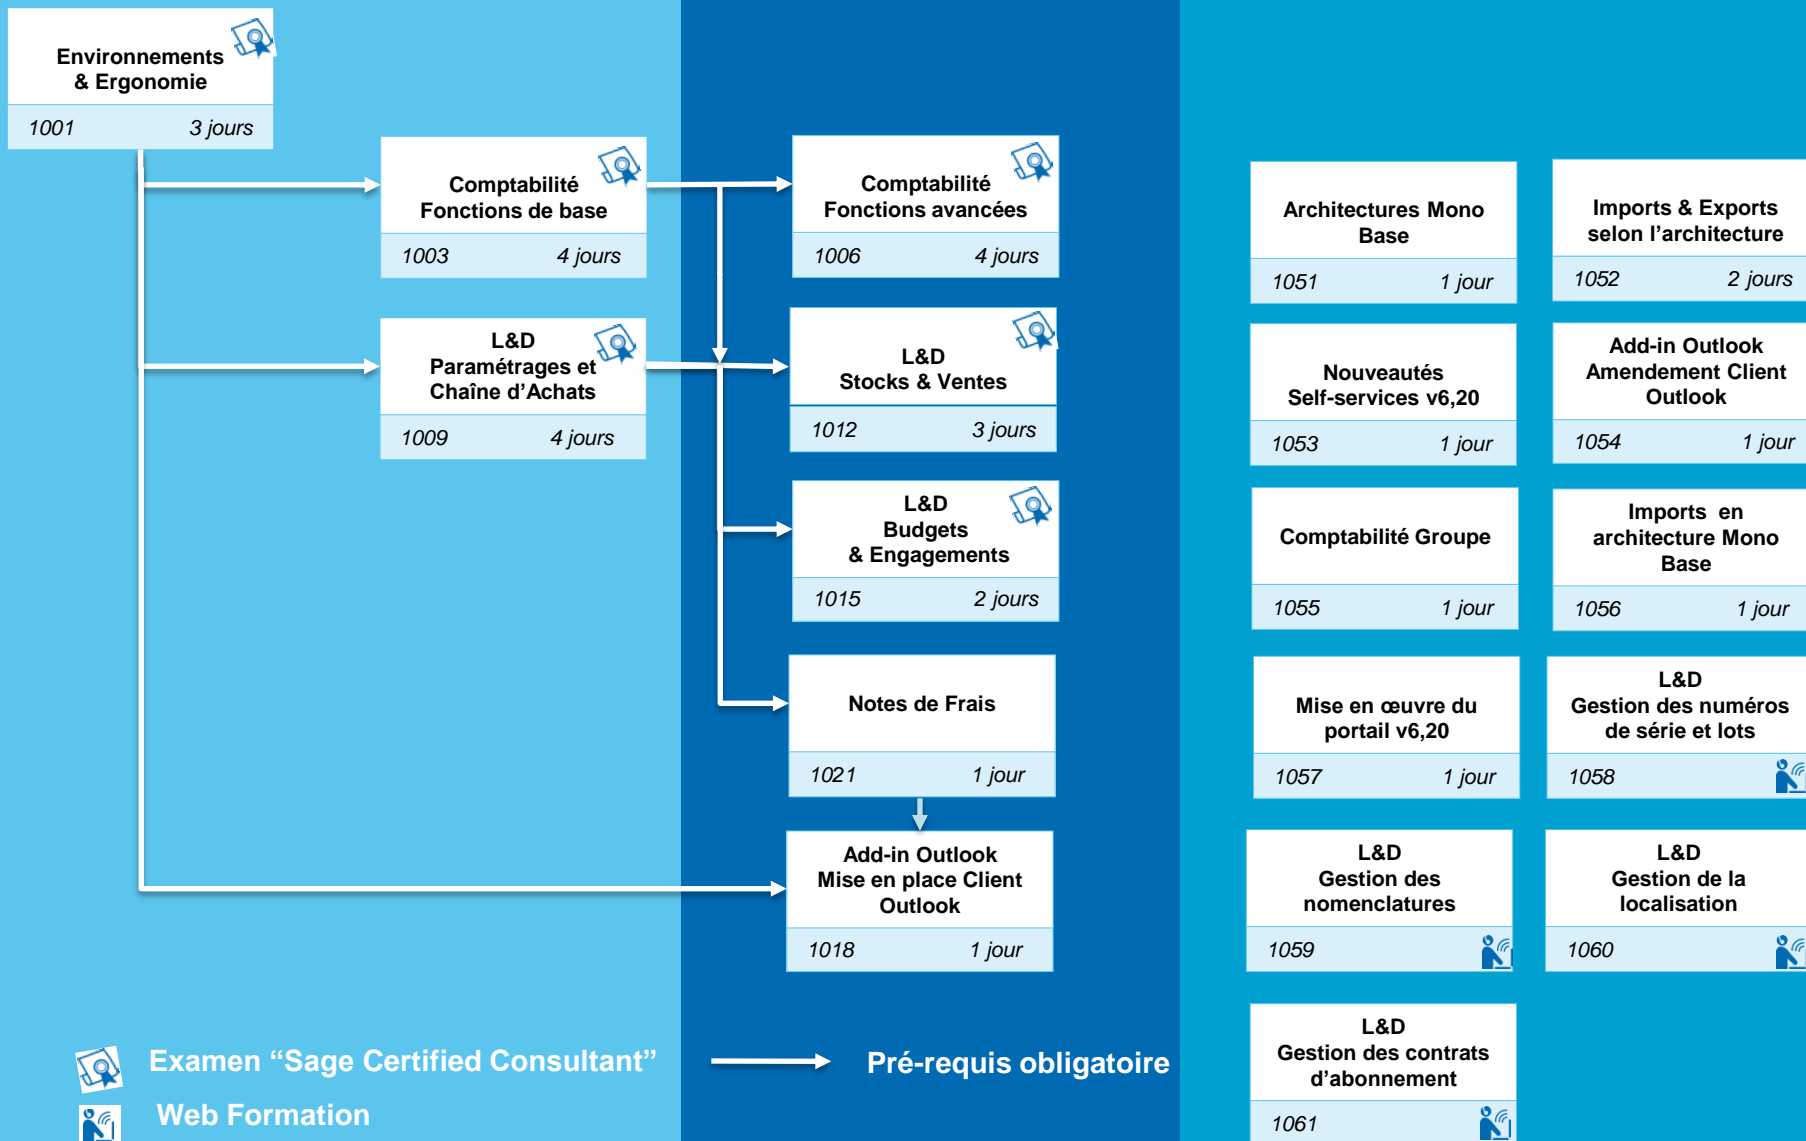 Environnements
& Ergonomie
1001 3 jours
Comptabilité
Fonctions de base
1003 4 jours
L&D
Paramétrages et
Chaîne d’Achats
1009 4 jours
Comptabilité
Fonctions avancées
1006 4 jours
L&D
Stocks & Ventes
1012 3 jours
L&D
Budgets
& Engagements
1015 2 jours
Notes de Frais
1021 1 jour
Add-in Outlook
Mise en place Client
Outlook
1018 1 jour
Architectures Mono
Base
1051 1 jour
Imports & Exports
selon l’architecture
1052 2 jours
Nouveautés
Self-services v6,20
1053 1 jour
Add-in Outlook
Amendement Client
Outlook
1054 1 jour
Comptabilité Groupe
1055 1 jour
Imports en
architecture Mono
Base
1056 1 jour
Mise en œuvre du
portail v6,20
1057 1 jour
L&D
Gestion des numéros
de série et lots
1058
L&D
Gestion des
nomenclatures
1059
L&D
Gestion de la
localisation
1060
L&D
Gestion des contrats
d’abonnement
1061
Examen “Sage Certified Consultant”
Pré-requis obligatoire
Web Formation